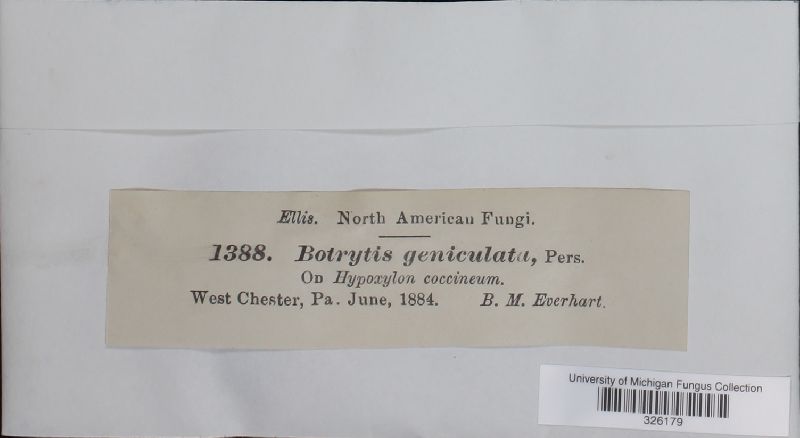 Ellis. North American Fungi.
1388. Botrytis geniculata, Pers.
On Hypoxylon coccineum.
West Chester, Pa. June, 1884. B. M. Everhart.
University of Michigan Fungus Collection
326179